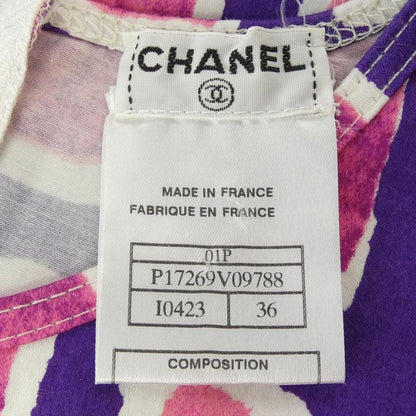 CHANEL
MADE IN FRANCE
FABRIQUE EN FRANCE
01P
P17269V09788
I0423 36
COMPOSITION